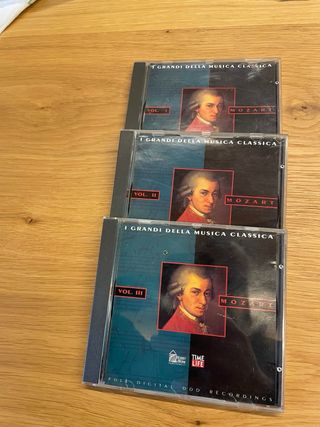 I GRANDI DELLA MUSICA CLASSICA
VOL. I
MOZART
I GRANDI DELLA MUSICA CLASSICA
VOL. II
MOZART
I GRANDI DELLA MUSICA CLASSICA
VOL. III
MOZART
TIME
LIFE
DIGITAL DDD RECORDINGS